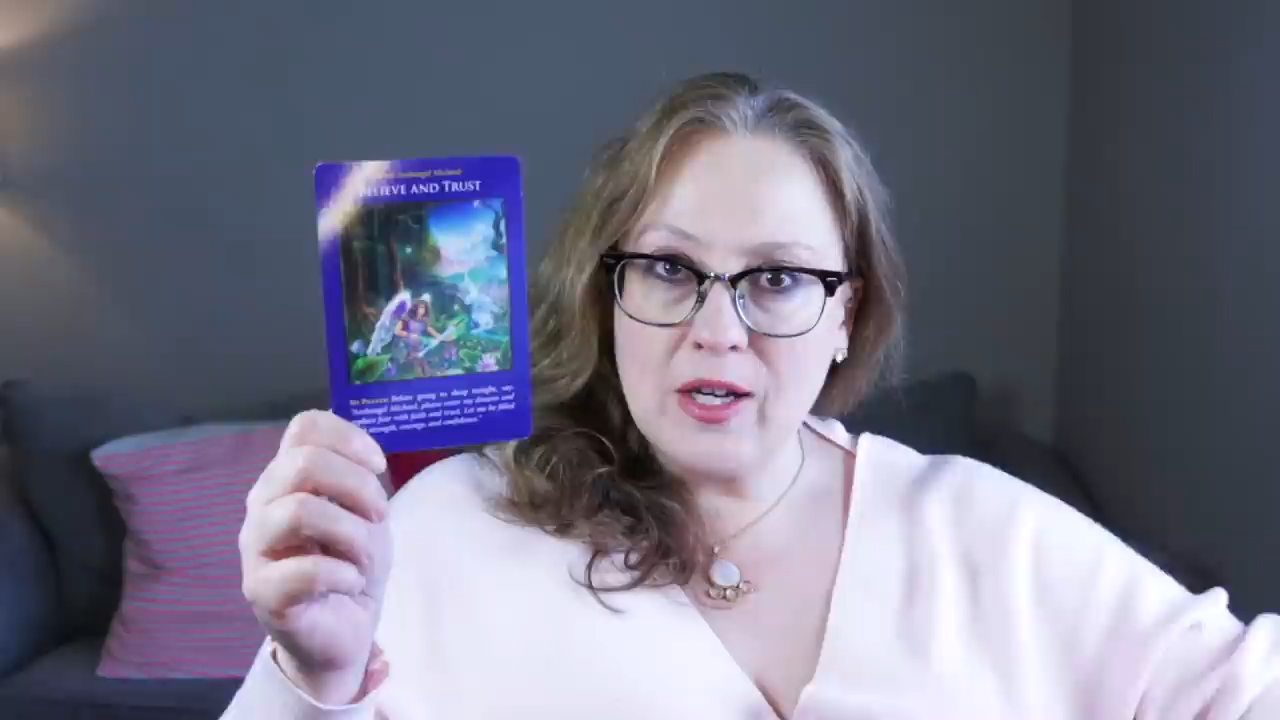 Archangel Michael
BELIEVE AND TRUST
MY PRAYER: Before going to sleep tonight, say,
"Archangel Michael, please enter my dreams and
replace fear with faith and trust. Let me be filled
strength, courage, and confidence."